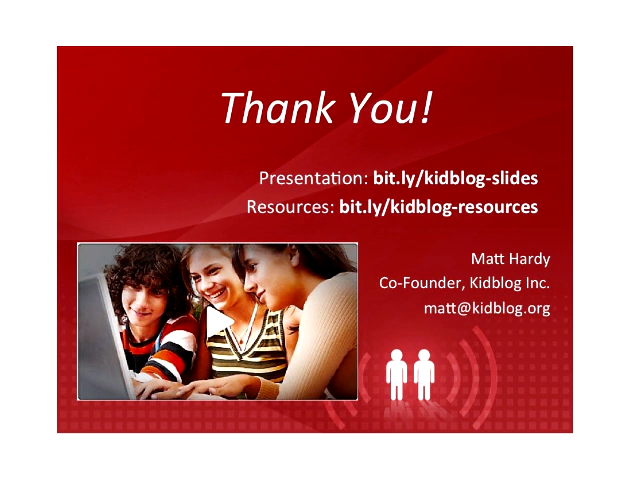 Thank You!
Presentation: bit.ly/kidblog-slides
Resources: bit.ly/kidblog-resources
Matt Hardy
Co-Founder, Kidblog Inc.
matt@kidblog.org